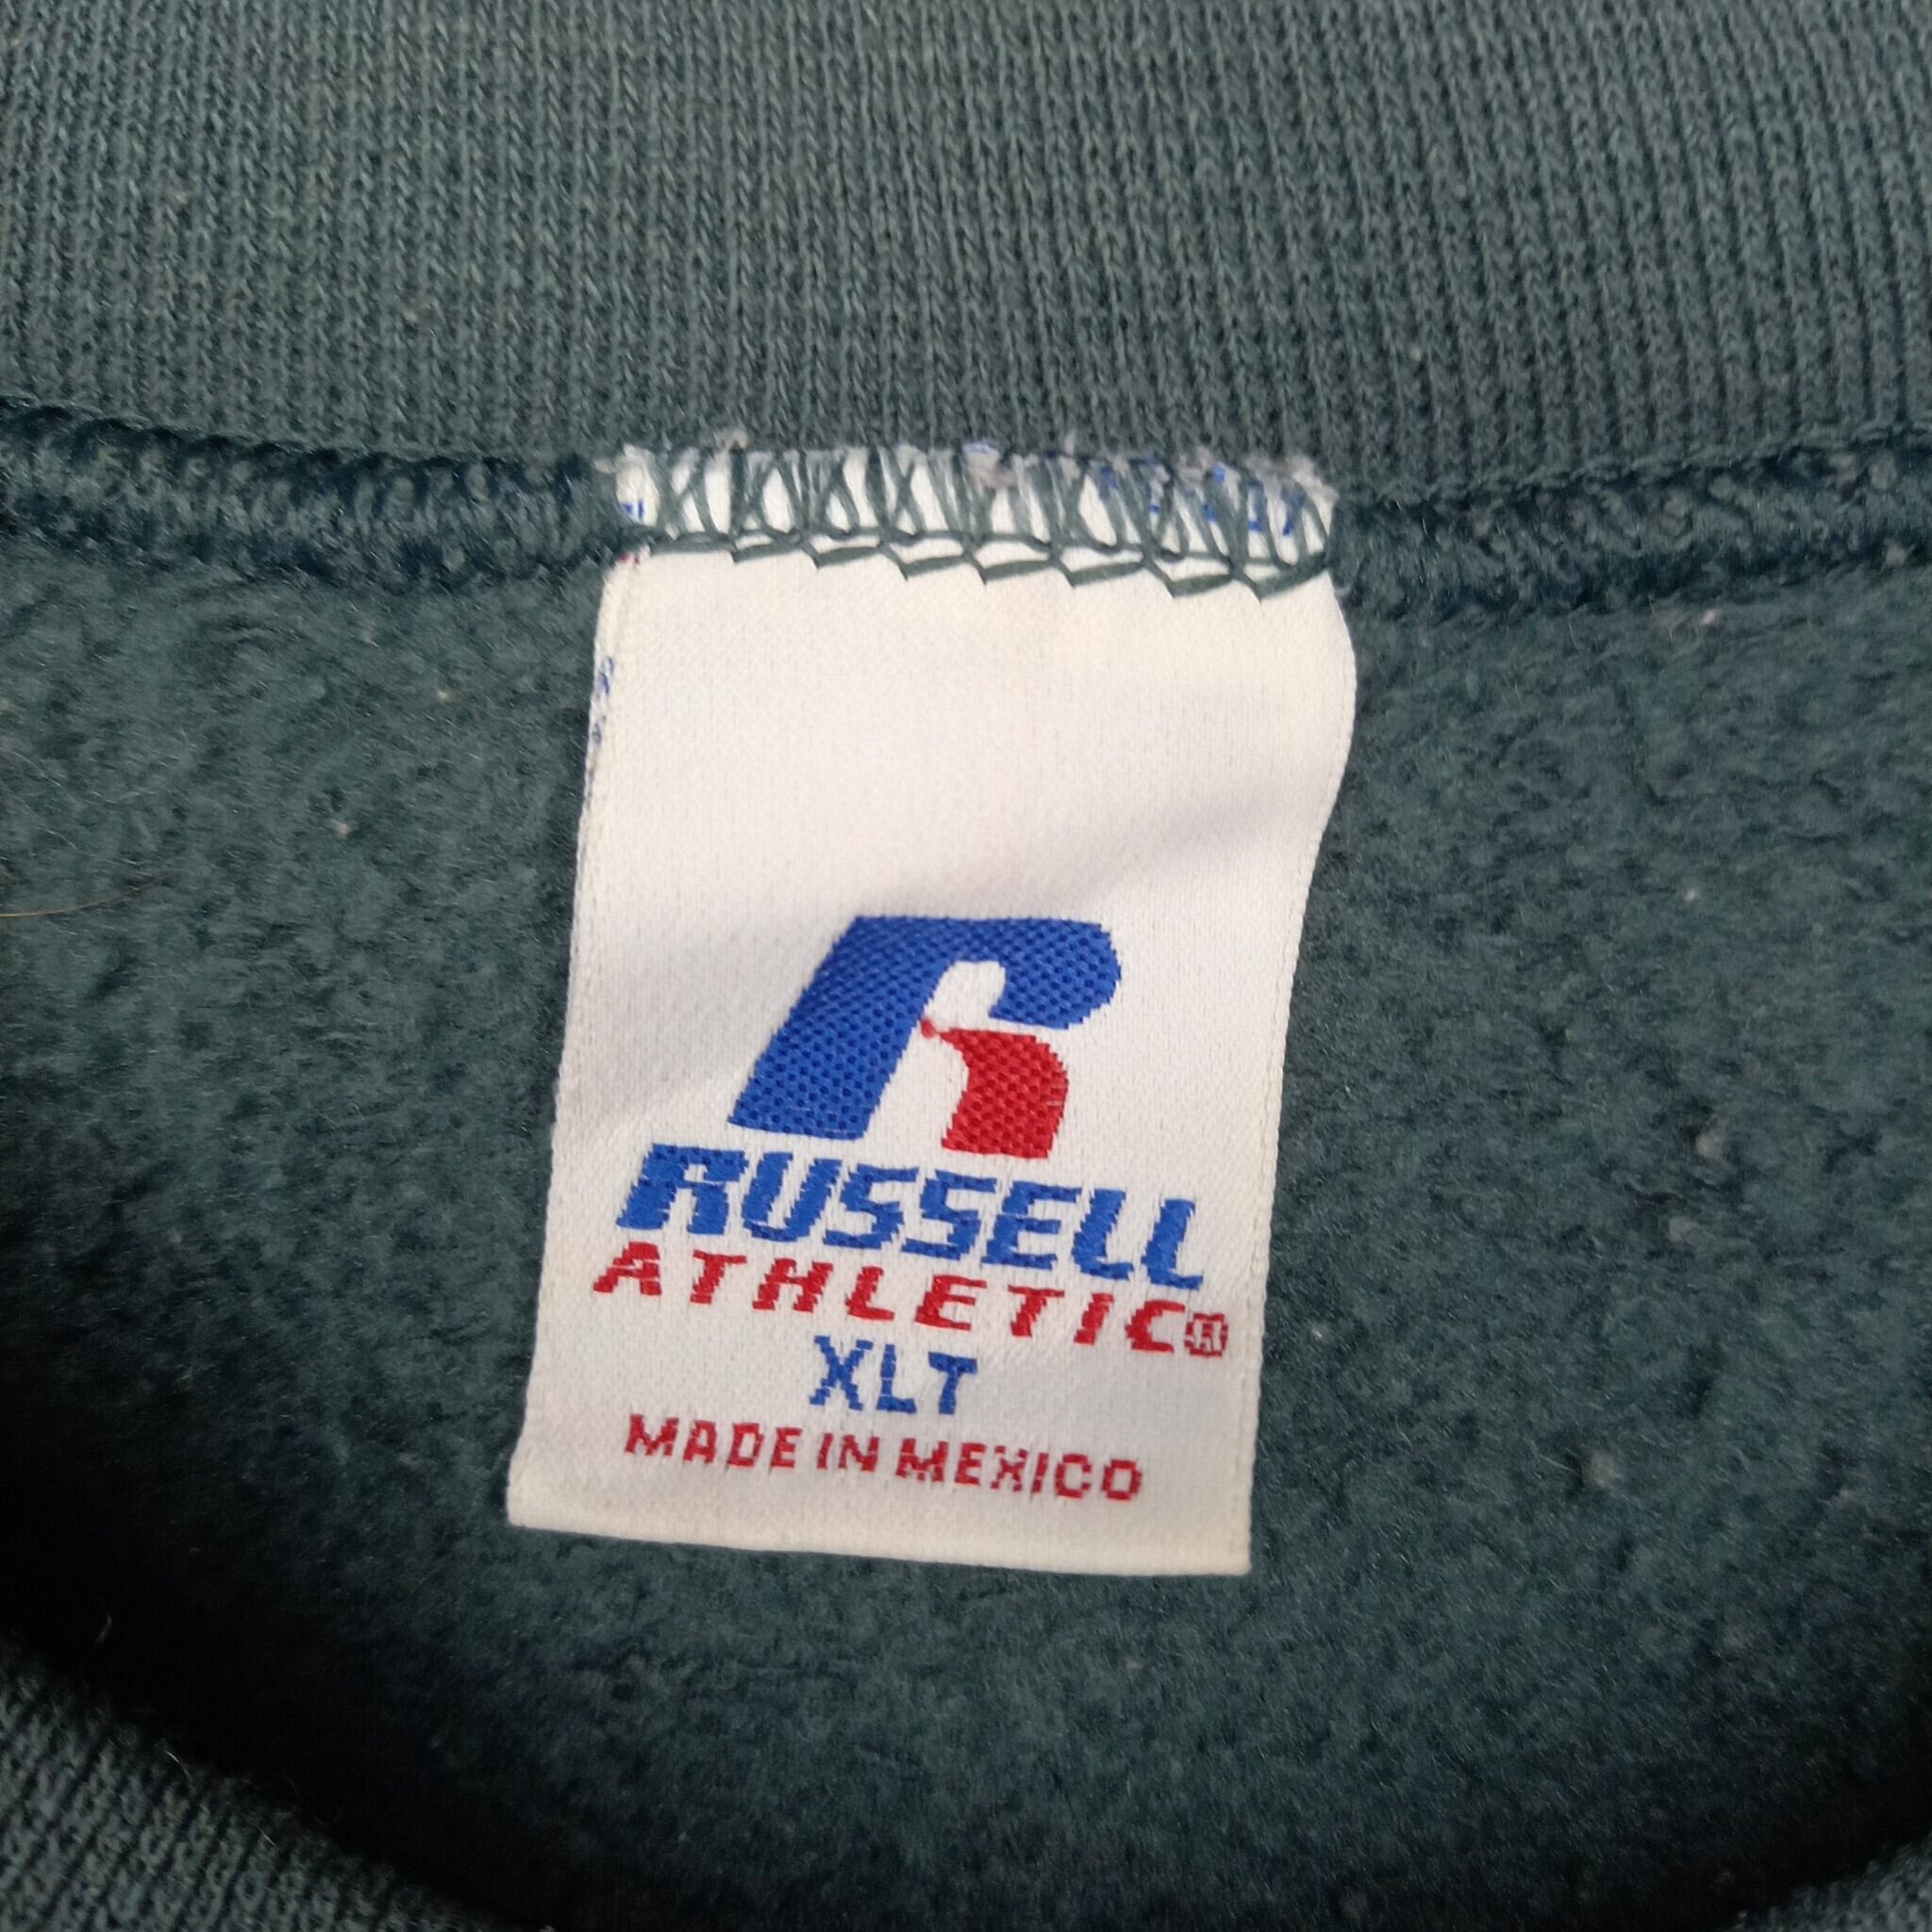 R
RUSSELL
ATHLETIC®
XLT
MADE IN MEXICO